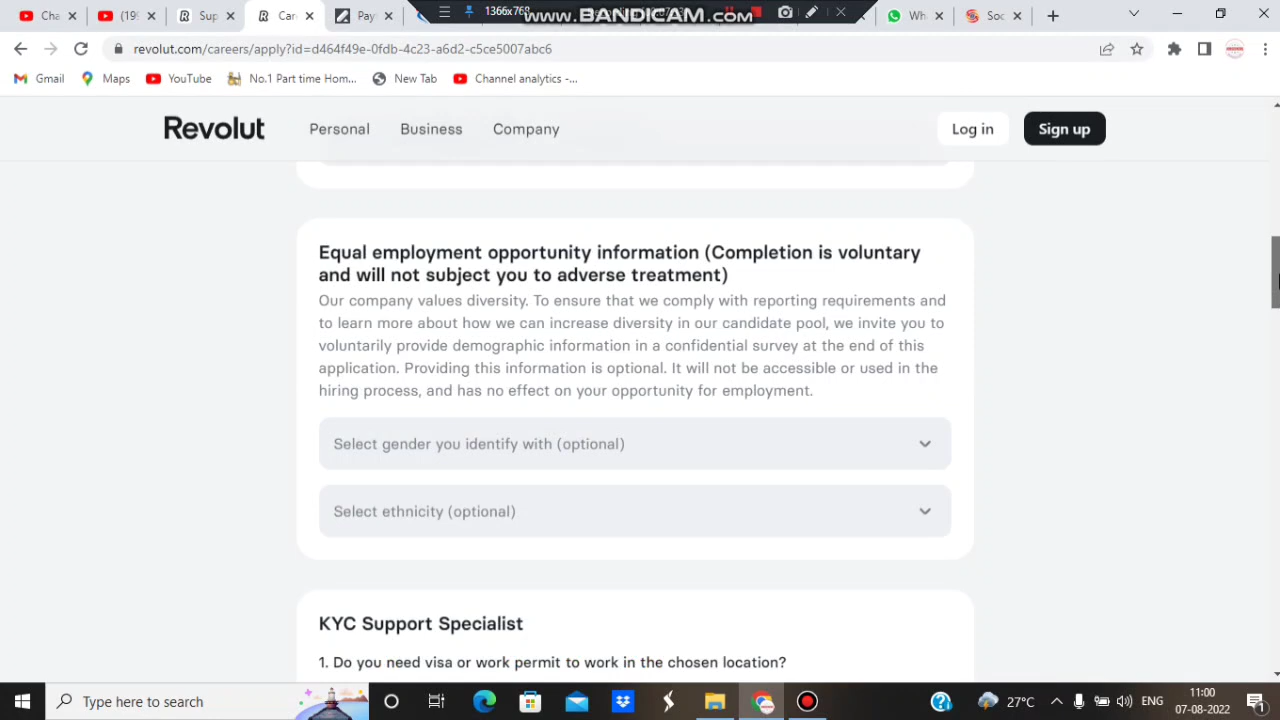 Cha
199
Sup
Car
Pay
1366x768
www.BANDICAM.com
Wh
Soc
revolut.com/careers/apply?id=d464f49e-0fdb-4c23-a6d2-c5ce5007abc6
Gmail
Maps
YouTube
No.1 Part time Hom...
New Tab
Channel analytics -...
Revolut
Personal
Business
Company
Log in
Sign up
Equal employment opportunity information (Completion is voluntary
and will not subject you to adverse treatment)
Our company values diversity. To ensure that we comply with reporting requirements and
to learn more about how we can increase diversity in our candidate pool, we invite you to
voluntarily provide demographic information in a confidential survey at the end of this
application. Providing this information is optional. It will not be accessible or used in the
hiring process, and has no effect on your opportunity for employment.
Select gender you identify with (optional)
Select ethnicity (optional)
KYC Support Specialist
1. Do you need visa or work permit to work in the chosen location?
Type here to search
27°C
ENG
11:00
07-08-2022